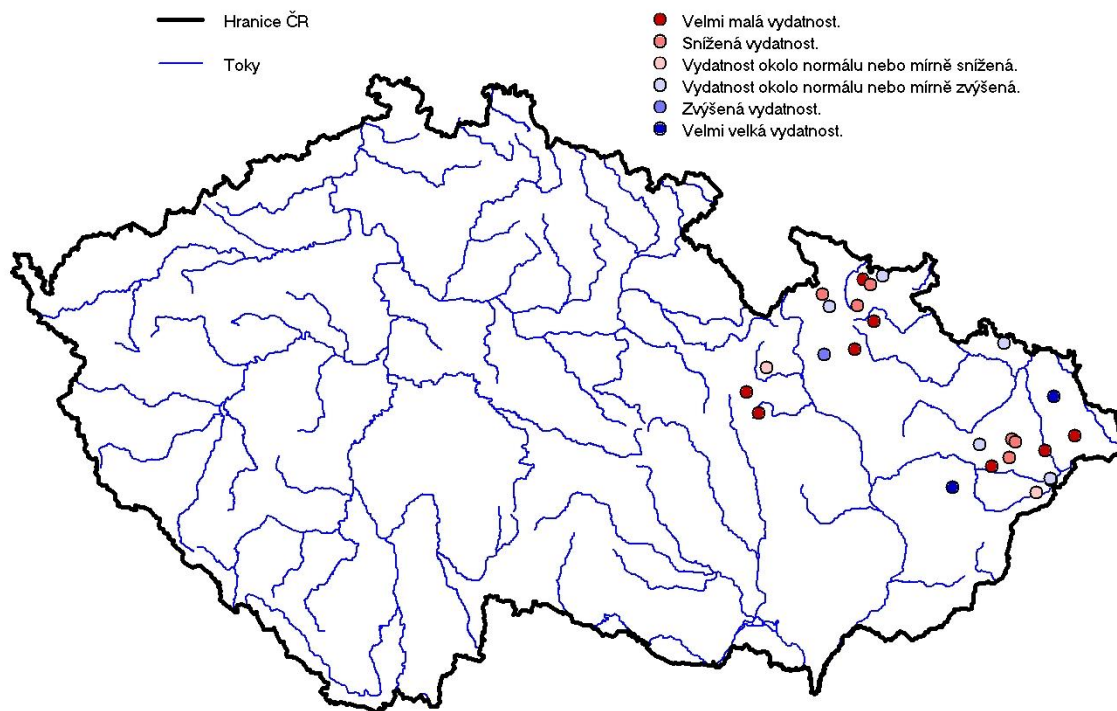 Hranice ČR
Toky
Velmi malá vydatnost.
Snížená vydatnost.
Vydatnost okolo normálu nebo mírně snížená.
Vydatnost okolo normálu nebo mírně zvýšená.
Zvýšená vydatnost.
Velmi velká vydatnost.